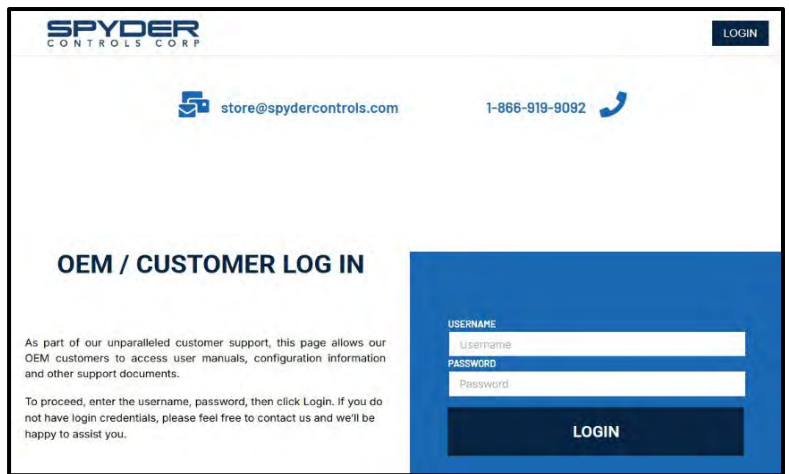 SPYDER
CONTROLS CORP
LOGIN
store@spydercontrols.com
1-866-919-9092
OEM / CUSTOMER LOG IN
As part of our unparalleled customer support, this page allows our
OEM customers to access user manuals, configuration information
and other support documents.
To proceed, enter the username, password, then click Login. If you do
not have login credentials, please feel free to contact us and we'll be
happy to assist you.
USERNAME
Username
PASSWORD
Password
LOGIN